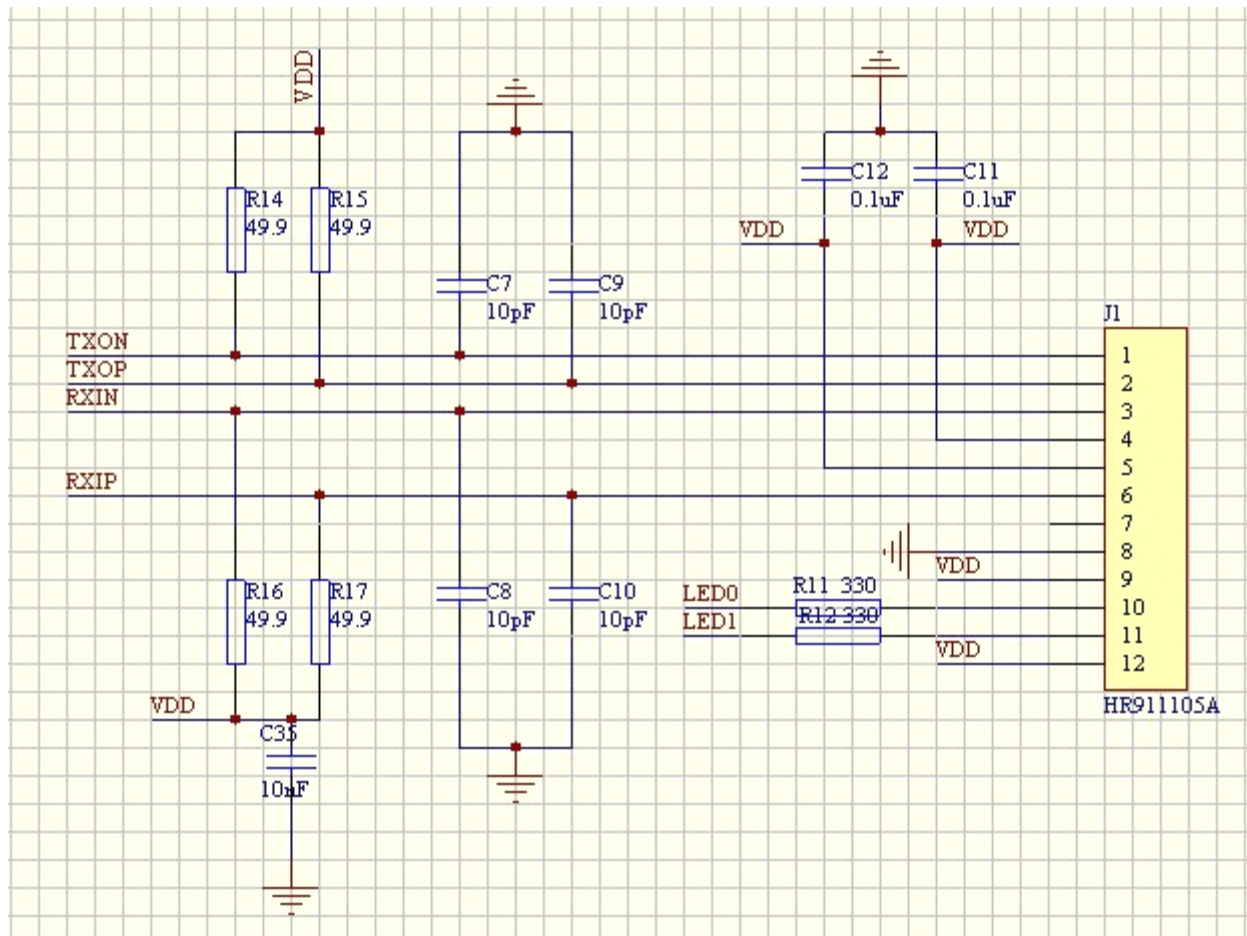 VDD
R14
49.9
R15
49.9
C7
10pF
C9
10pF
C12
0.1uF
C11
0.1uF
VDD
VDD
J1
TXON
TXOP
RXIN
RXIP
1
2
3
4
5
6
7
8
9
10
11
12
VDD
R11 330
LED0
R12 330
LED1
VDD
R16
49.9
R17
49.9
C8
10pF
C10
10pF
VDD
C35
10nF
HR911105A